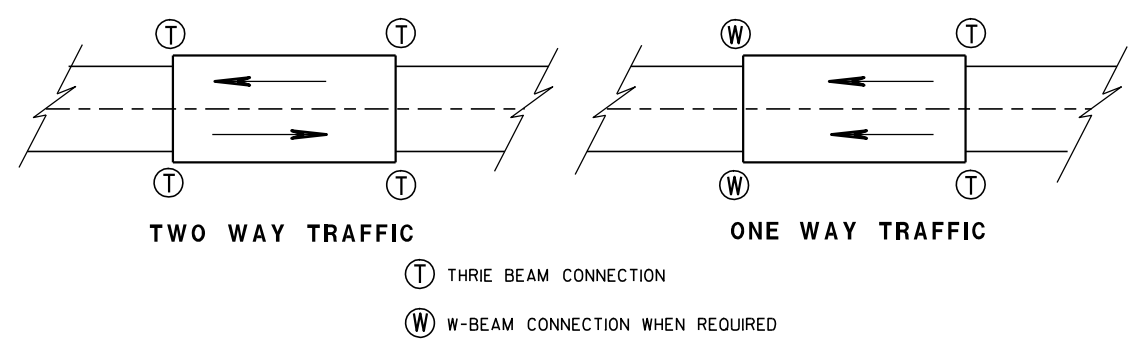 T T W T
T T W T
TWO WAY TRAFFIC
ONE WAY TRAFFIC
T THRIE BEAM CONNECTION
W W-BEAM CONNECTION WHEN REQUIRED